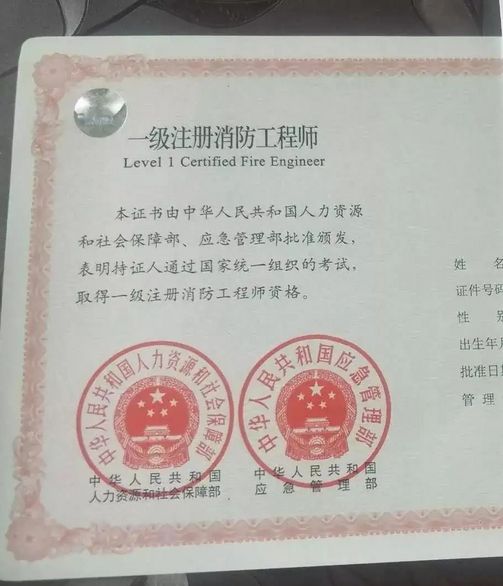 一级注册消防工程师
Level 1 Certified Fire Engineer
本证书由中华人民共和国人力资源
和社会保障部、应急管理部批准颁发，
表明持证人通过国家统一组织的考试，
取得一级注册消防工程师资格。
姓 名
证件号码
性 别
出生年月
批准日期
管 理
中华人民共和国人力资源和社会保障部
中华人民共和国应急管理部
中华人民共和国
人力资源和社会保障部
中华人民共和国
应急管理部